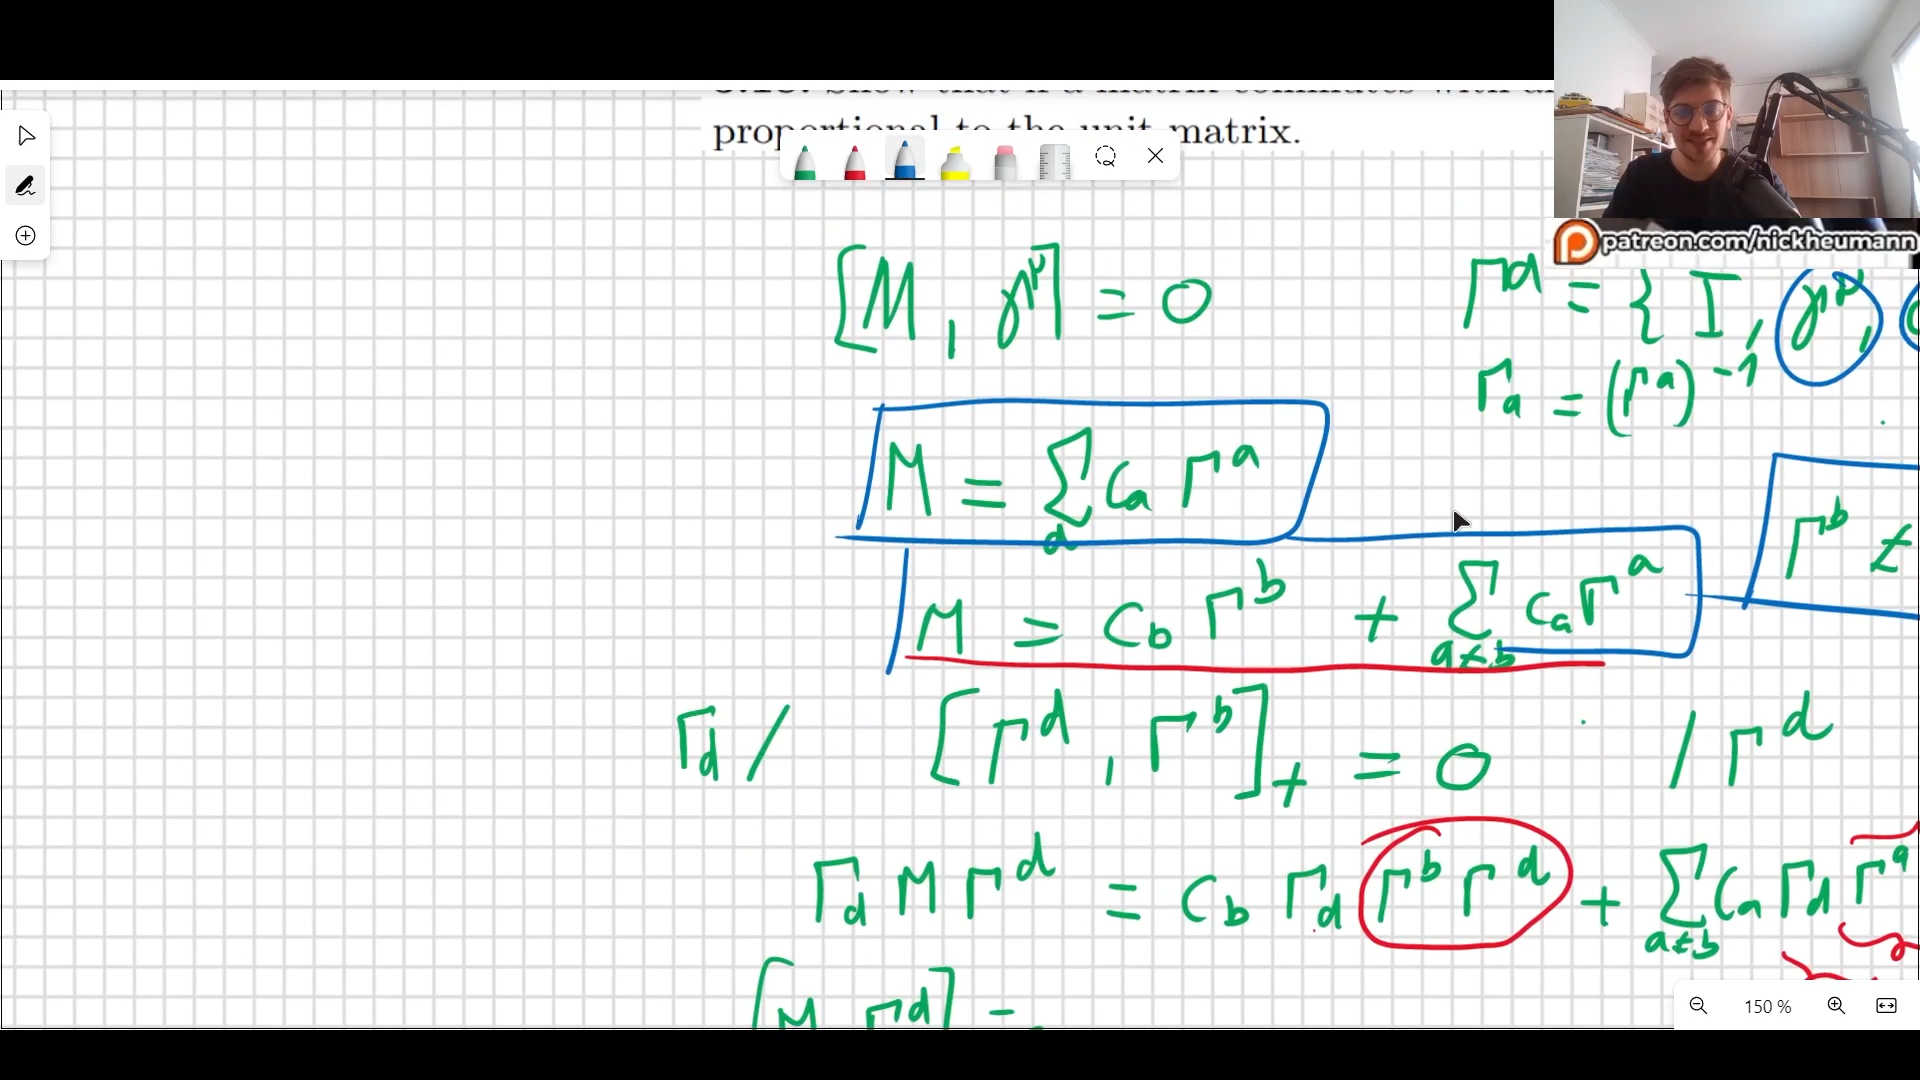 proportional to the unit matrix.
patreon.com/nickheumann
[M, γ^μ] = 0
Γ^a = { I, γ^μ,
Γ_a = (Γ^a)^{-1}
M = Σ_a C_a Γ^a
Γ^b ≠
M = C_b Γ^b + Σ_{a≠b} C_a Γ^a
Γ_d / [Γ^d, Γ^b]_+ = 0 / Γ^d
Γ_d M Γ^d = C_b Γ_d Γ^b Γ^d + Σ_{a≠b} C_a Γ_d Γ^a
[M Γ^d] =
150 %